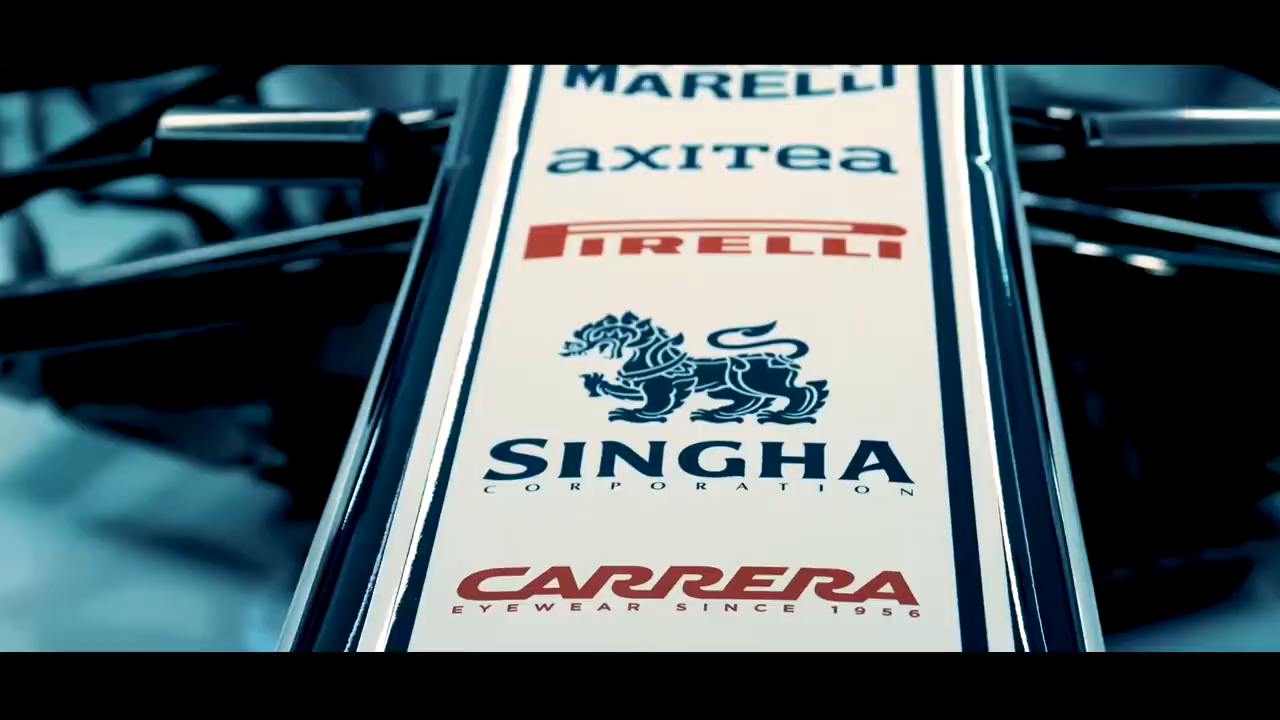 MARELLI
axitea
PIRELLI
SINGHA
CORPORATION
CARRERA
EYEWEAR SINCE 1956